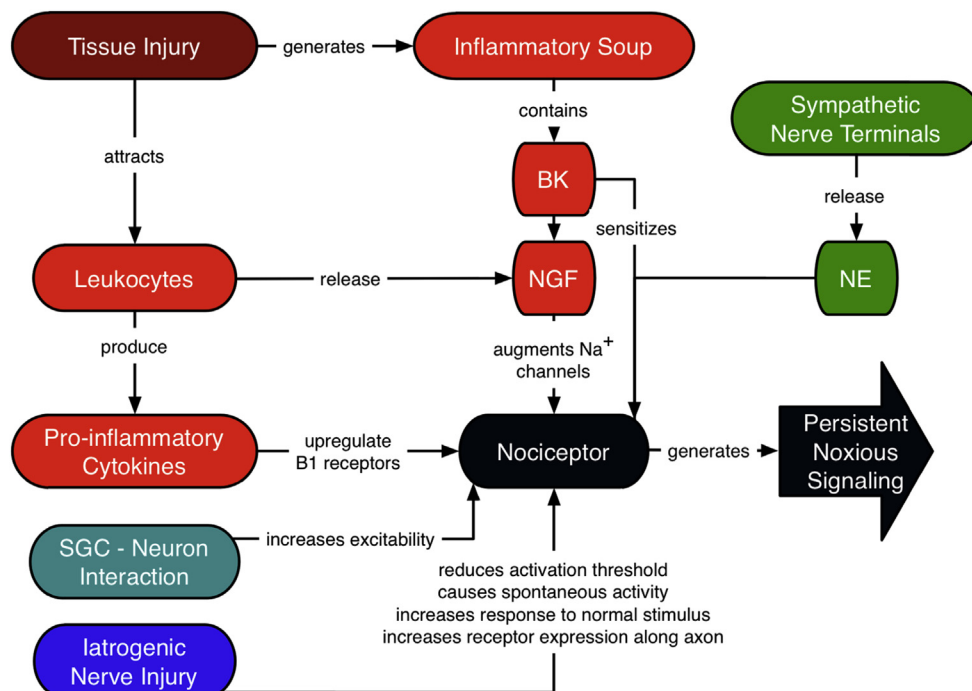 Tissue Injury
generates
Inflammatory Soup
contains
Sympathetic
Nerve Terminals
attracts
BK
release
sensitizes
Leukocytes
release
NGF
NE
produce
augments Na⁺
channels
Pro-inflammatory
Cytokines
upregulate
B1 receptors
Nociceptor
generates
Persistent
Noxious
Signaling
SGC - Neuron
Interaction
increases excitability
reduces activation threshold
causes spontaneous activity
increases response to normal stimulus
increases receptor expression along axon
Iatrogenic
Nerve Injury